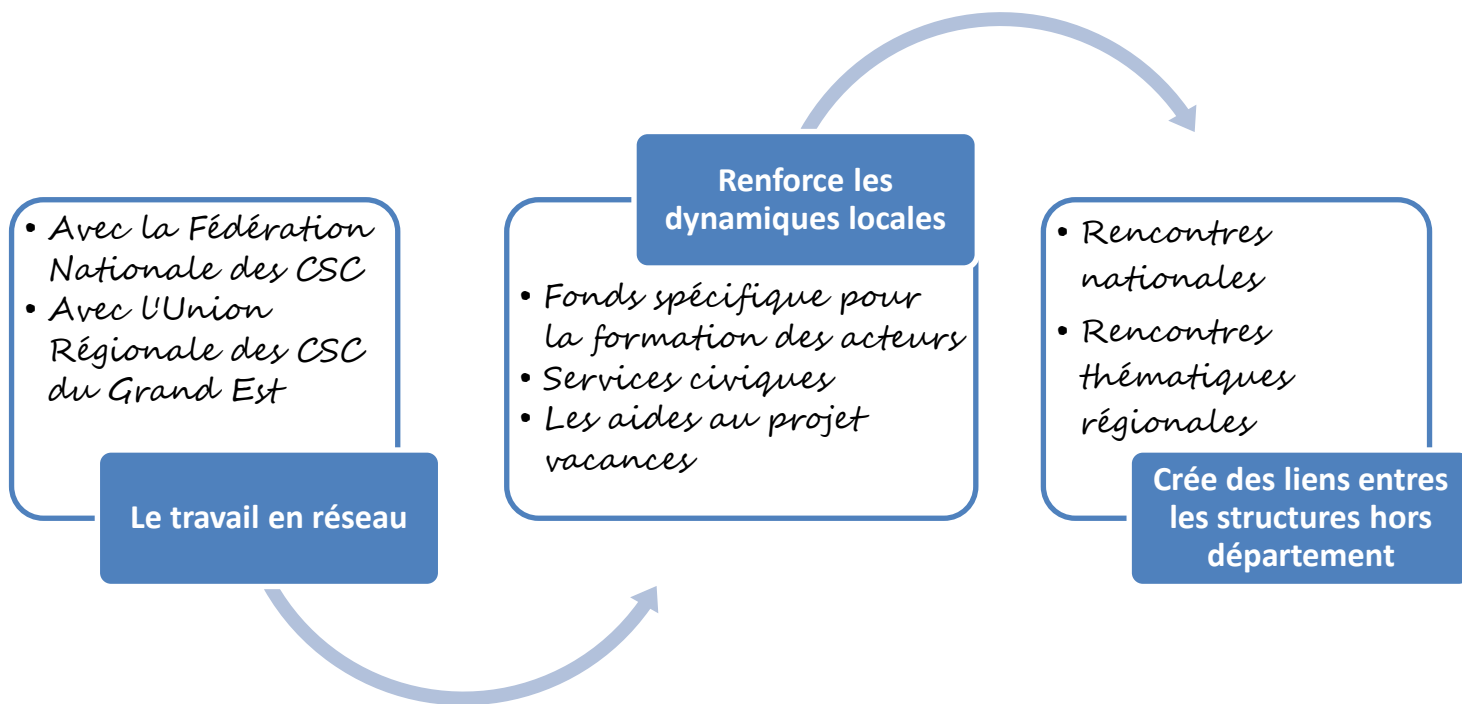 • Avec la Fédération
Nationale des CSC
• Avec l'Union
Régionale des CSC
du Grand Est
Le travail en réseau
Renforce les
dynamiques locales
• Fonds spécifique pour
la formation des acteurs
• Services civiques
• Les aides au projet
vacances
• Rencontres
nationales
• Rencontres
thématiques
régionales
Crée des liens entres
les structures hors
département